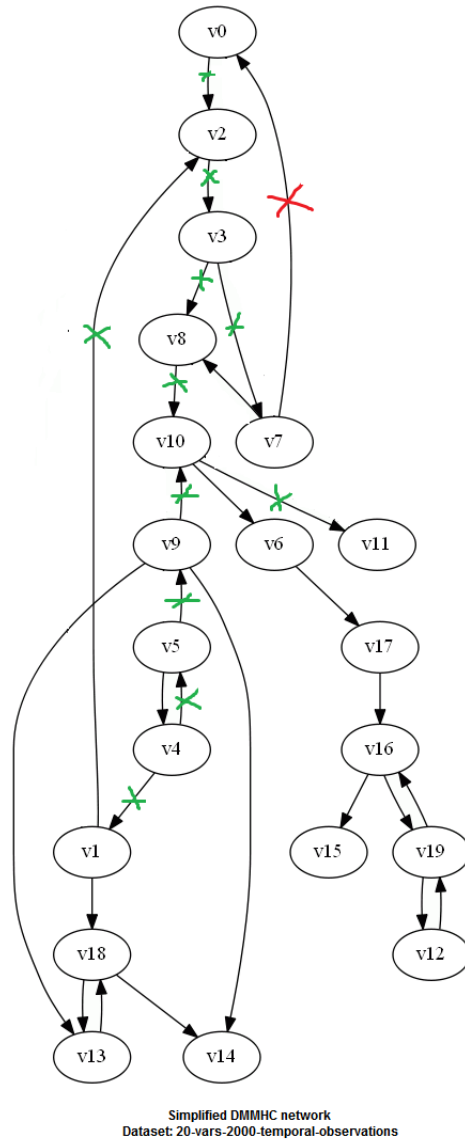 v0
v2
v3
v8
v10
v7
v9
v6
v11
v5
v17
v4
v16
v1
v15
v19
v18
v12
v13
v14
Simplified DMMHC network
Dataset: 20-vars-2000-temporal-observations